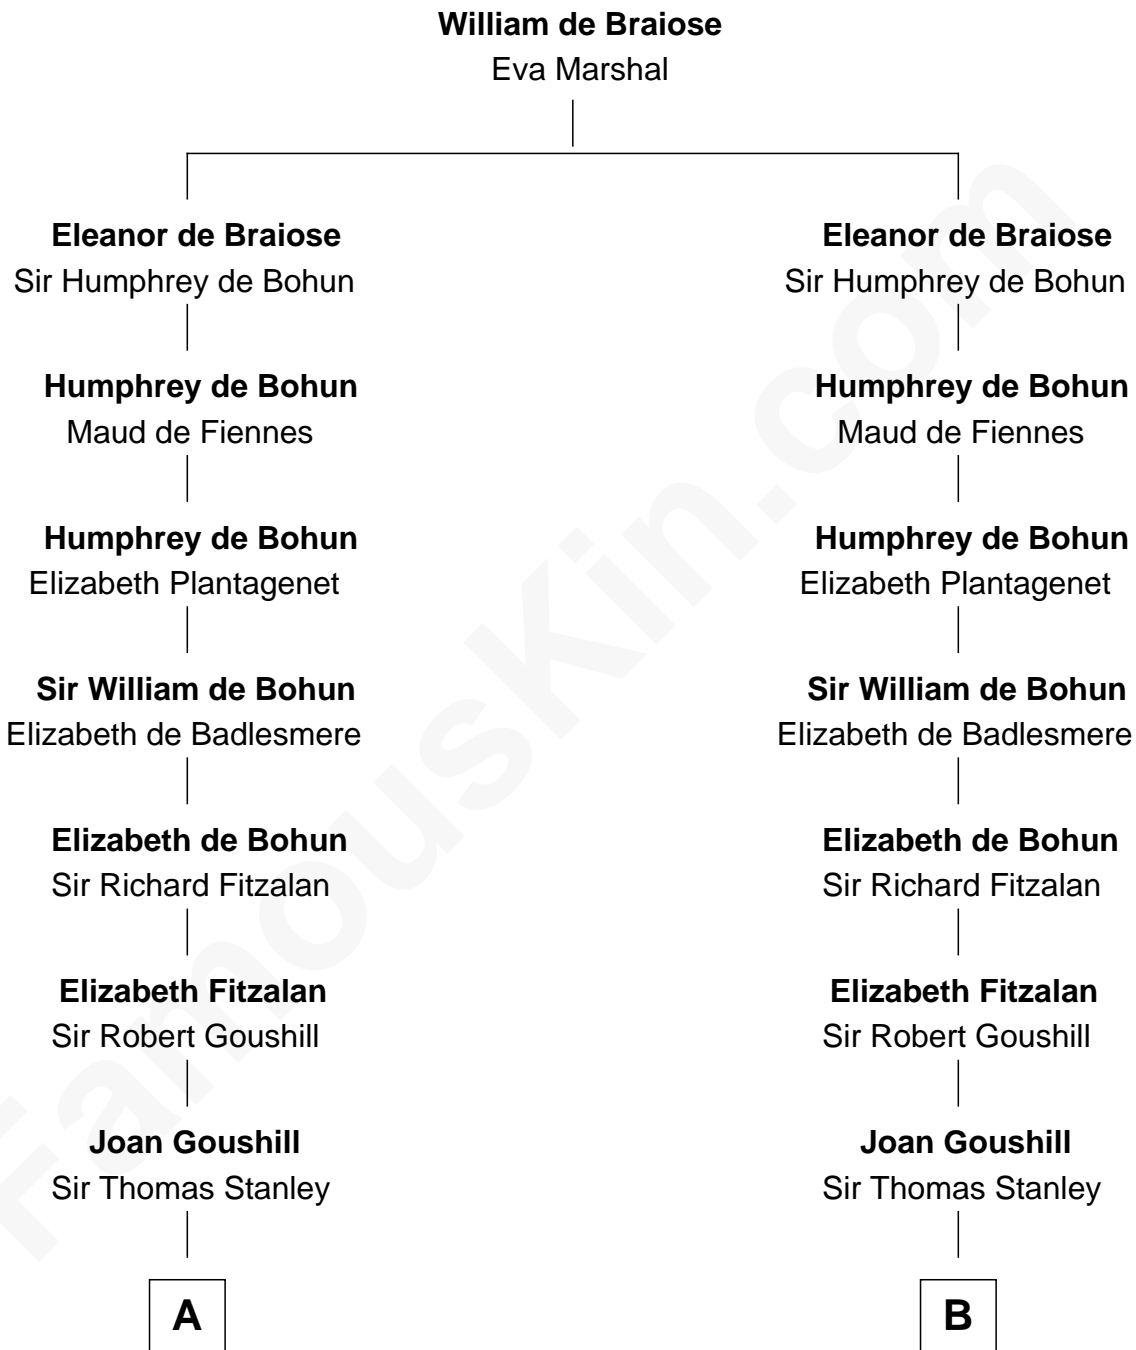 William de Braiose
Eva Marshal
Eleanor de Braiose
Sir Humphrey de Bohun
Humphrey de Bohun
Maud de Fiennes
Humphrey de Bohun
Elizabeth Plantagenet
Sir William de Bohun
Elizabeth de Badlesmere
Elizabeth de Bohun
Sir Richard Fitzalan
Elizabeth Fitzalan
Sir Robert Goushill
Joan Goushill
Sir Thomas Stanley
A
Eleanor de Braiose
Sir Humphrey de Bohun
Humphrey de Bohun
Maud de Fiennes
Humphrey de Bohun
Elizabeth Plantagenet
Sir William de Bohun
Elizabeth de Badlesmere
Elizabeth de Bohun
Sir Richard Fitzalan
Elizabeth Fitzalan
Sir Robert Goushill
Joan Goushill
Sir Thomas Stanley
B
FamousKin.com